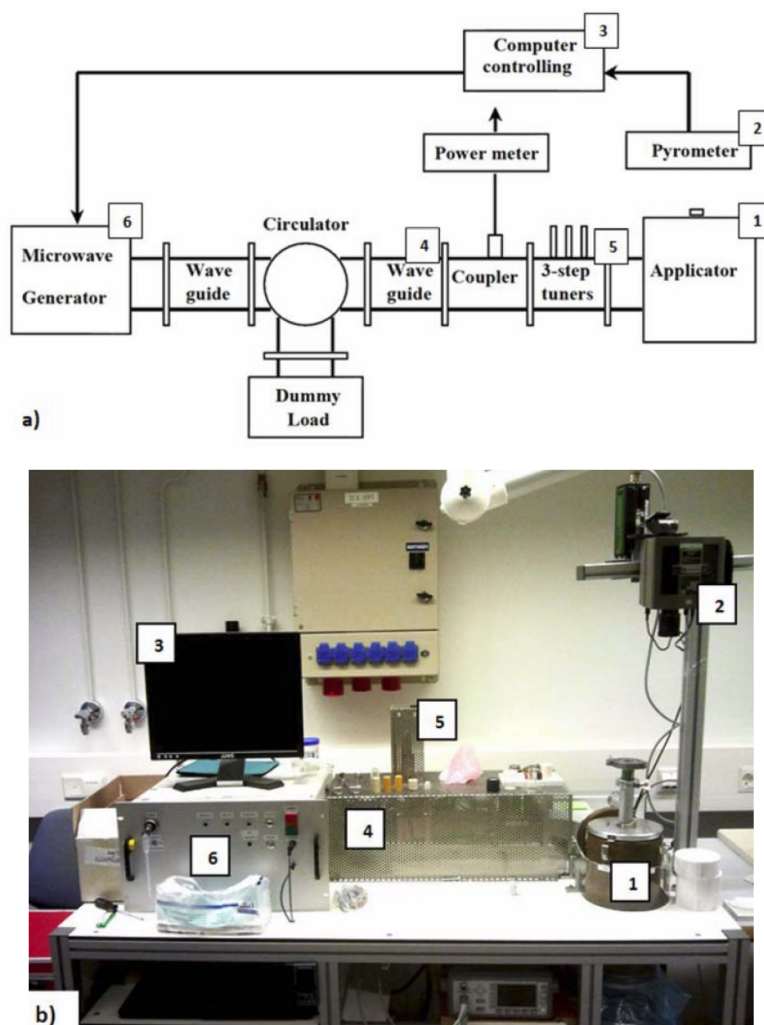 3
Computer
controlling
2
Pyrometer
Power meter
6
Microwave
Generator
Circulator
4
5
1
Wave
guide
Wave
guide
Coupler
3-step
tuners
Applicator
Dummy
Load
a)
3
2
5
4
6
1
b)